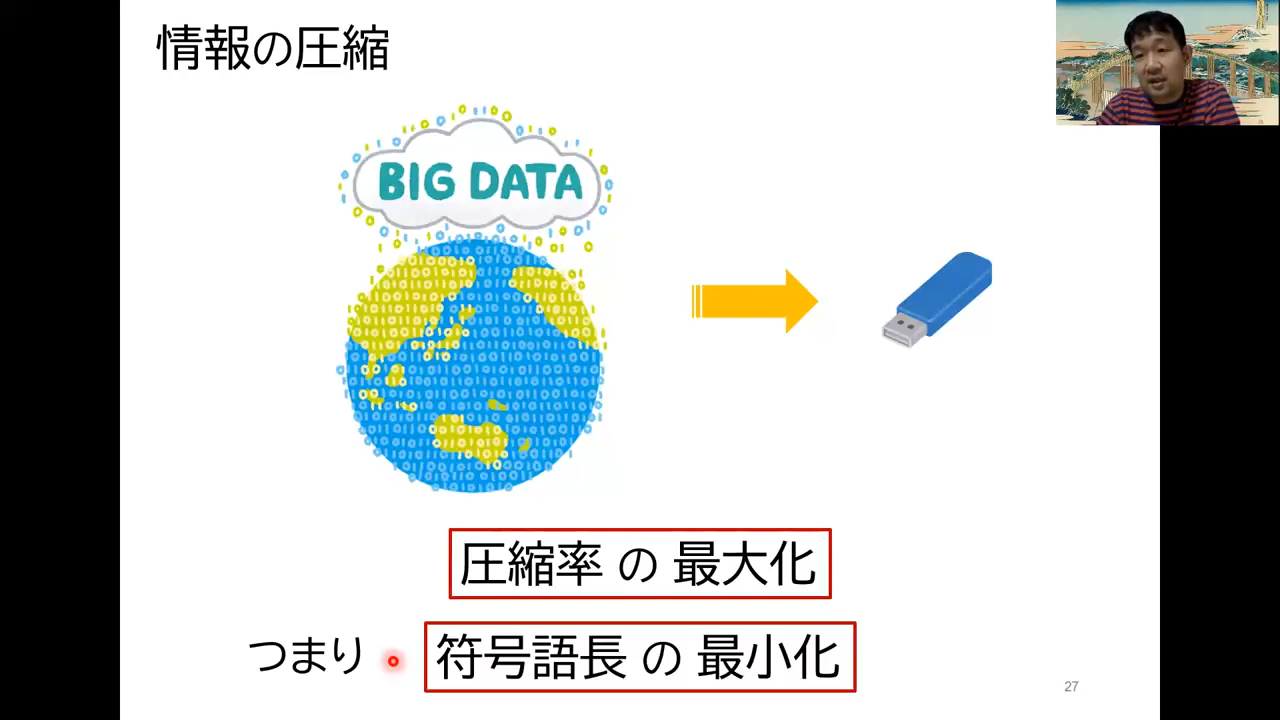 情報の圧縮
BIG DATA
圧縮率 の 最大化
つまり
符号語長 の 最小化
27